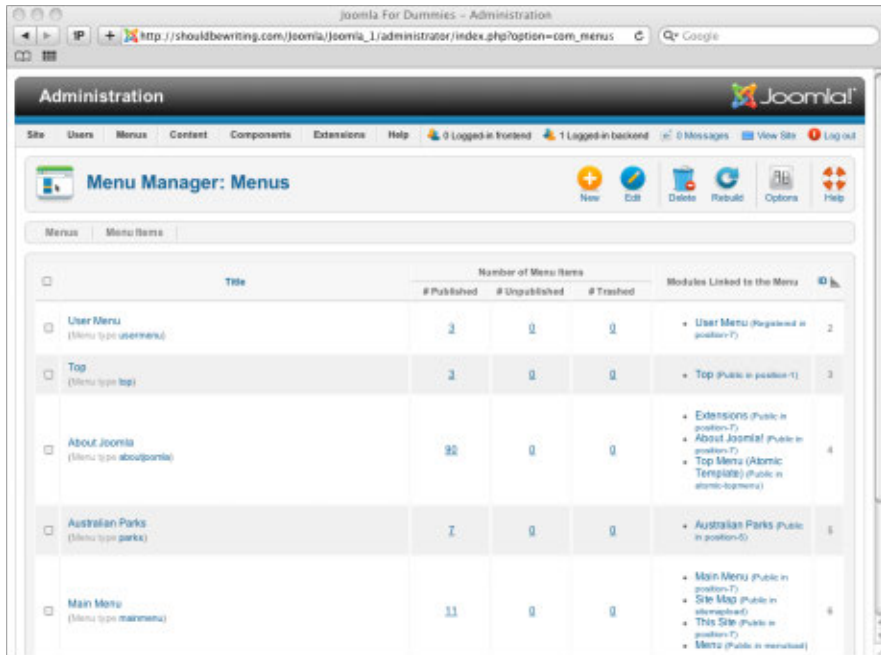 Joomla For Dummies – Administration
http://shouldbewriting.com/Joomla/Joomla_1/administrator/index.php?option=com_menus
Google
Administration
Joomla!
Site Users Menus Content Components Extensions Help 0 Logged-in frontend 1 Logged-in backend 0 Messages View Site Log out
Menu Manager: Menus
New Edit Delete Rebuild Options Help
Menus Menu Items
Title Number of Menu Items Modules Linked to the Menu ID
# Published # Unpublished # Trashed
User Menu 3 0 0 User Menu (Registered in position-7) 2
(Menu type usermenu)
Top 3 0 0 Top (Public in position-1) 3
(Menu type top)
Extensions (Public in
position-7)
About Joomla 90 0 0 About Joomla! (Public in 4
(Menu type aboutjoomla) position-7)
Top Menu (Atomic
Template) (Public in
atomic-topmenu)
Australian Parks 7 0 0 Australian Parks (Public 5
(Menu type parks) in position-5)
Main Menu (Public in
position-7)
Main Menu 11 0 0 Site Map (Public in 6
(Menu type mainmenu) sitemapload)
This Site (Public in
position-7)
Menu (Public in menuload)